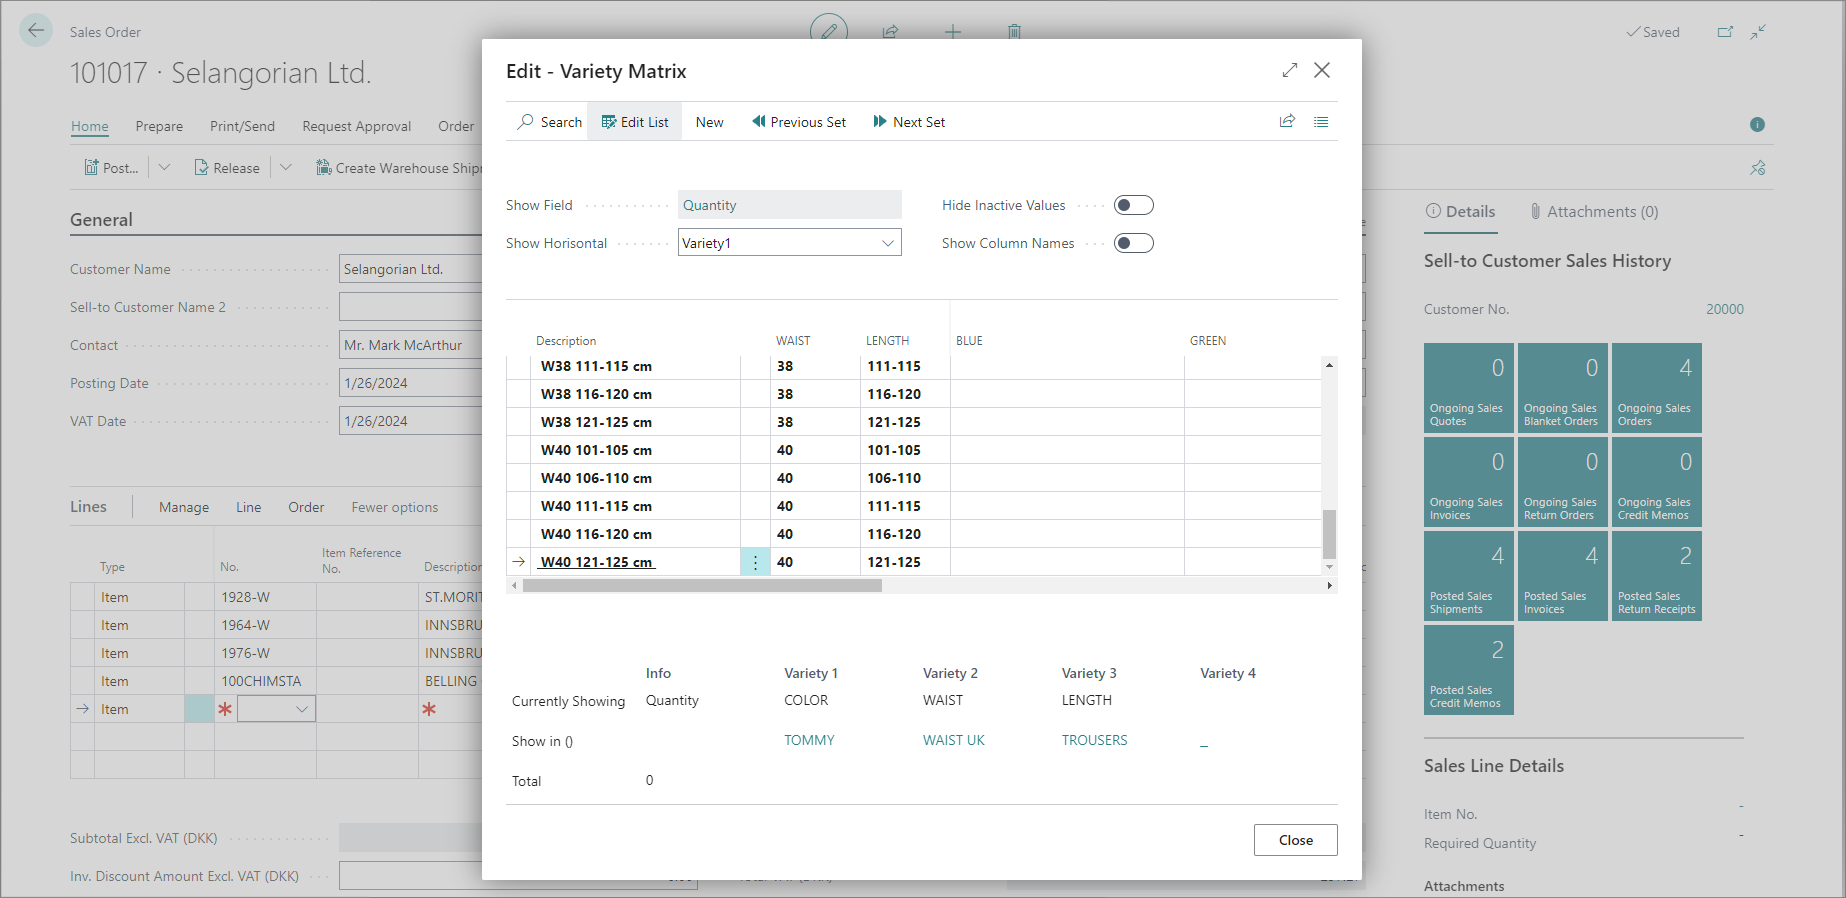 Sales Order
Saved
101017 · Selangorian Ltd.
Home Prepare Print/Send Request Approval Order
Post... Release Create Warehouse
General
Customer Name Selangorian Ltd.
Sell-to Customer Name 2
Contact Mr. Mark McArthur
Posting Date 1/26/2024
VAT Date 1/26/2024
Lines Manage Line Order Fewer options
Type No. Item Reference No. Description
Item 1928-W ST.MORIT
Item 1964-W INNSBRU
Item 1976-W INNSBRU
Item 100CHIMSTA BELLING
Item
Subtotal Excl. VAT (DKK)
Inv. Discount Amount Excl. VAT (DKK)
Edit - Variety Matrix
Search Edit List New Previous Set Next Set
Show Field Quantity Hide Inactive Values
Show Horisontal Variety1 Show Column Names
Description WAIST LENGTH BLUE GREEN
W38 111-115 cm 38 111-115
W38 116-120 cm 38 116-120
W38 121-125 cm 38 121-125
W40 101-105 cm 40 101-105
W40 106-110 cm 40 106-110
W40 111-115 cm 40 111-115
W40 116-120 cm 40 116-120
W40 121-125 cm 40 121-125
Info Variety 1 Variety 2 Variety 3 Variety 4
Currently Showing Quantity COLOR WAIST LENGTH
Show in () TOMMY WAIST UK TROUSERS _
Total 0
Close
Details Attachments (0)
Sell-to Customer Sales History
Customer No. 20000
0 Ongoing Sales Quotes
0 Ongoing Sales Blanket Orders
4 Ongoing Sales Orders
0 Ongoing Sales Invoices
0 Ongoing Sales Return Orders
0 Ongoing Sales Credit Memos
4 Posted Sales Shipments
4 Posted Sales Invoices
2 Posted Sales Return Receipts
2 Posted Sales Credit Memos
Sales Line Details
Item No. -
Required Quantity -
Attachments